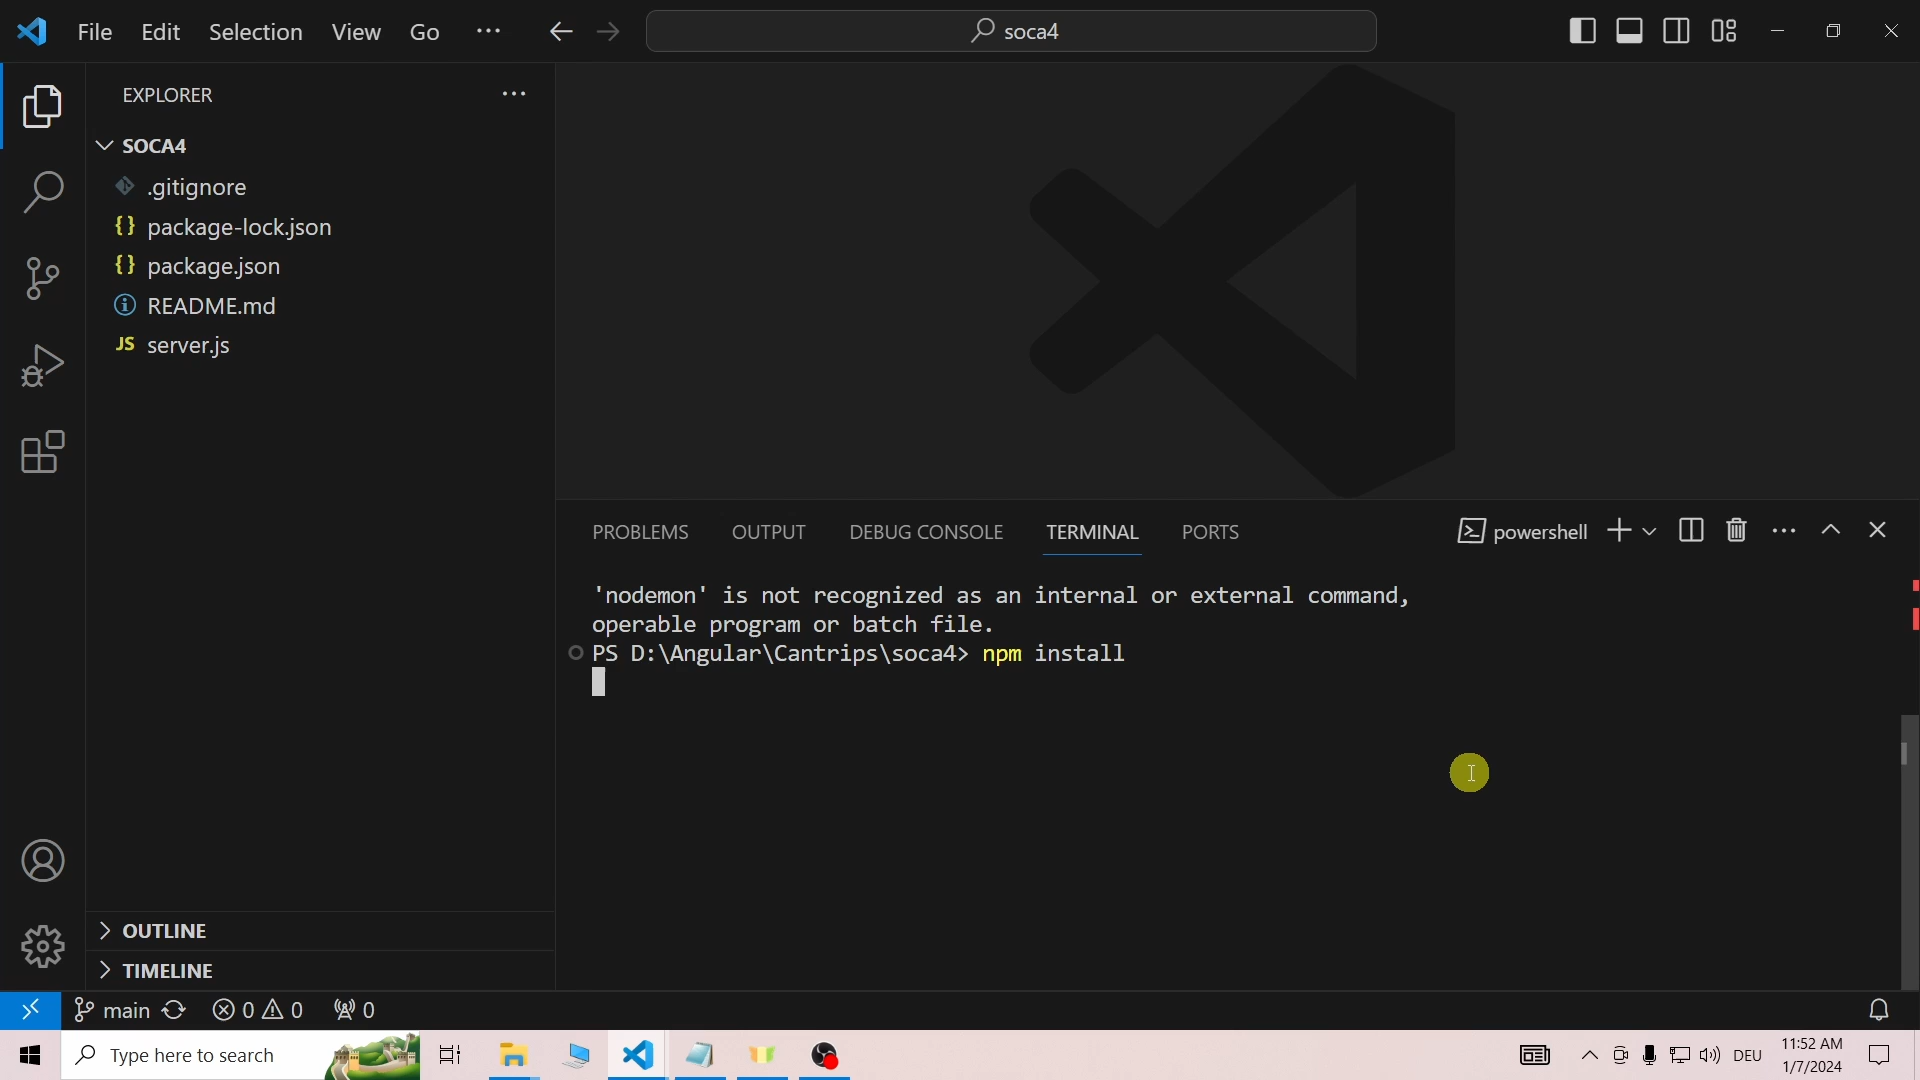 File Edit Selection View Go ···
soca4
EXPLORER
SOCA4
.gitignore
{} package-lock.json
{} package.json
README.md
JS server.js
OUTLINE
TIMELINE
PROBLEMS OUTPUT DEBUG CONSOLE TERMINAL PORTS
powershell
'nodemon' is not recognized as an internal or external command,
operable program or batch file.
PS D:\Angular\Cantrips\soca4> npm install
main 0 0 0
Type here to search
DEU
11:52 AM
1/7/2024